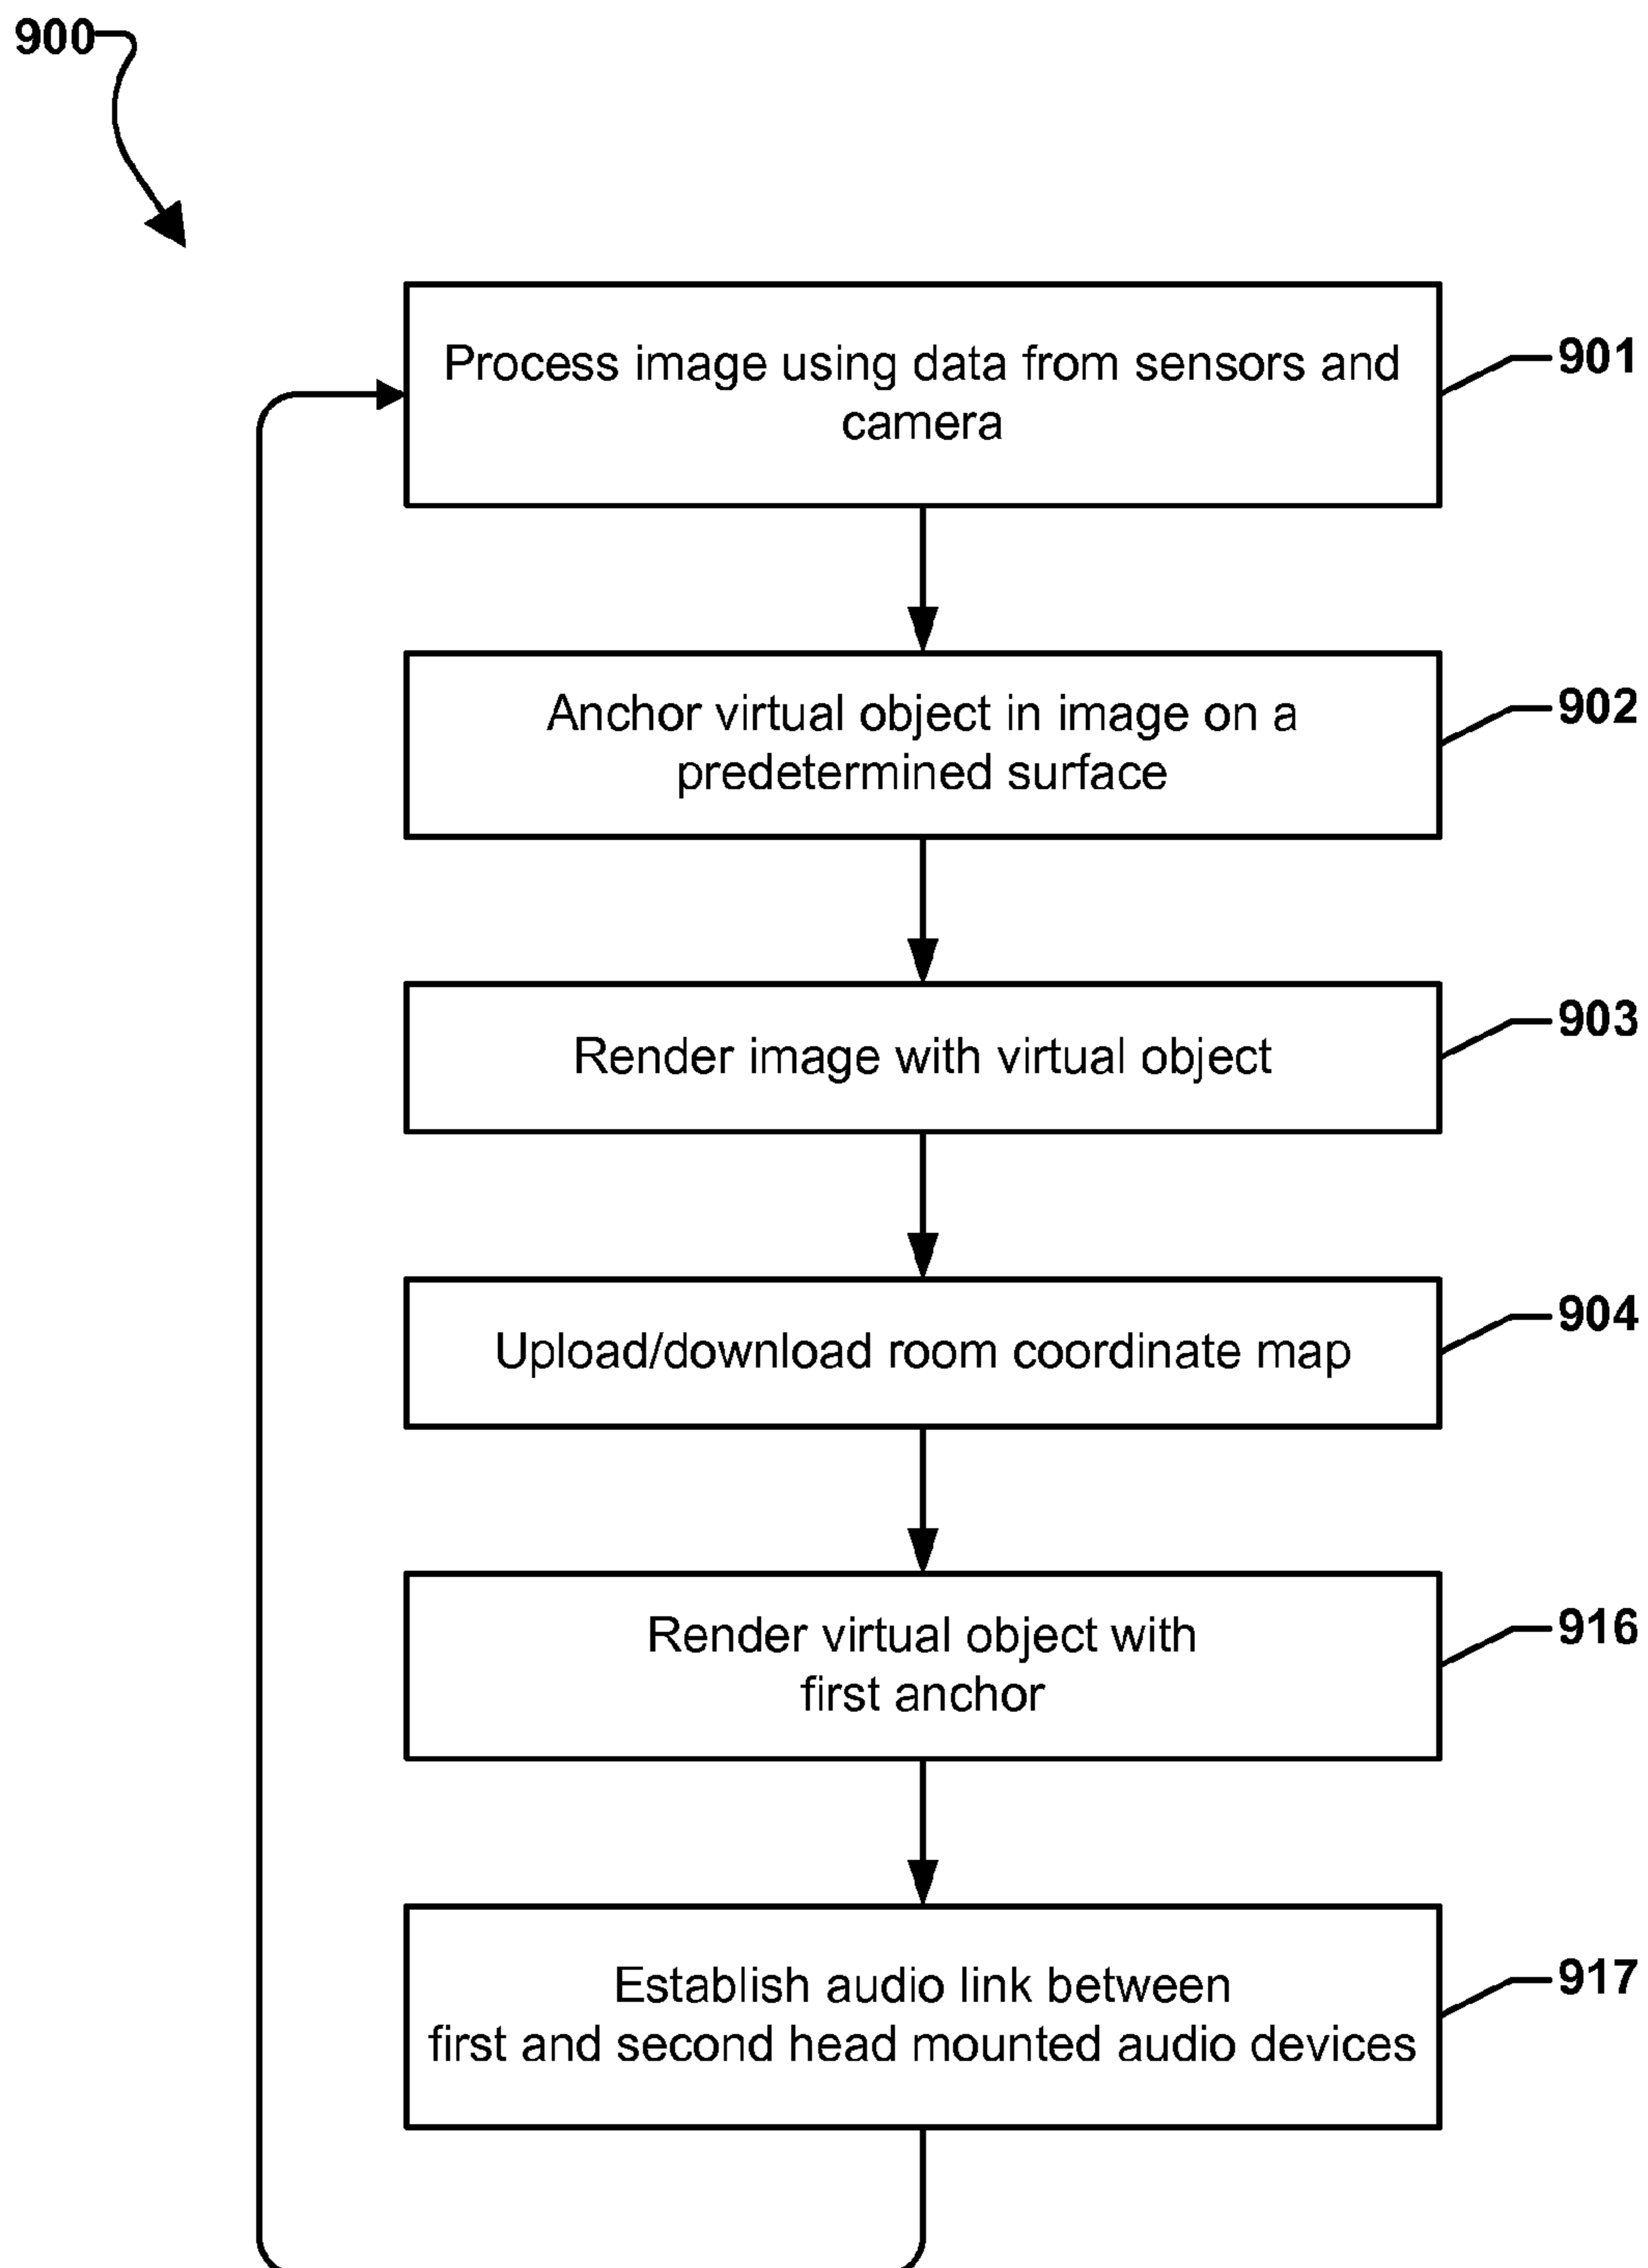 900
Process image using data from sensors and
camera
901
Anchor virtual object in image on a
predetermined surface
902
Render image with virtual object
903
Upload/download room coordinate map
904
Render virtual object with
first anchor
916
Establish audio link between
first and second head mounted audio devices
917